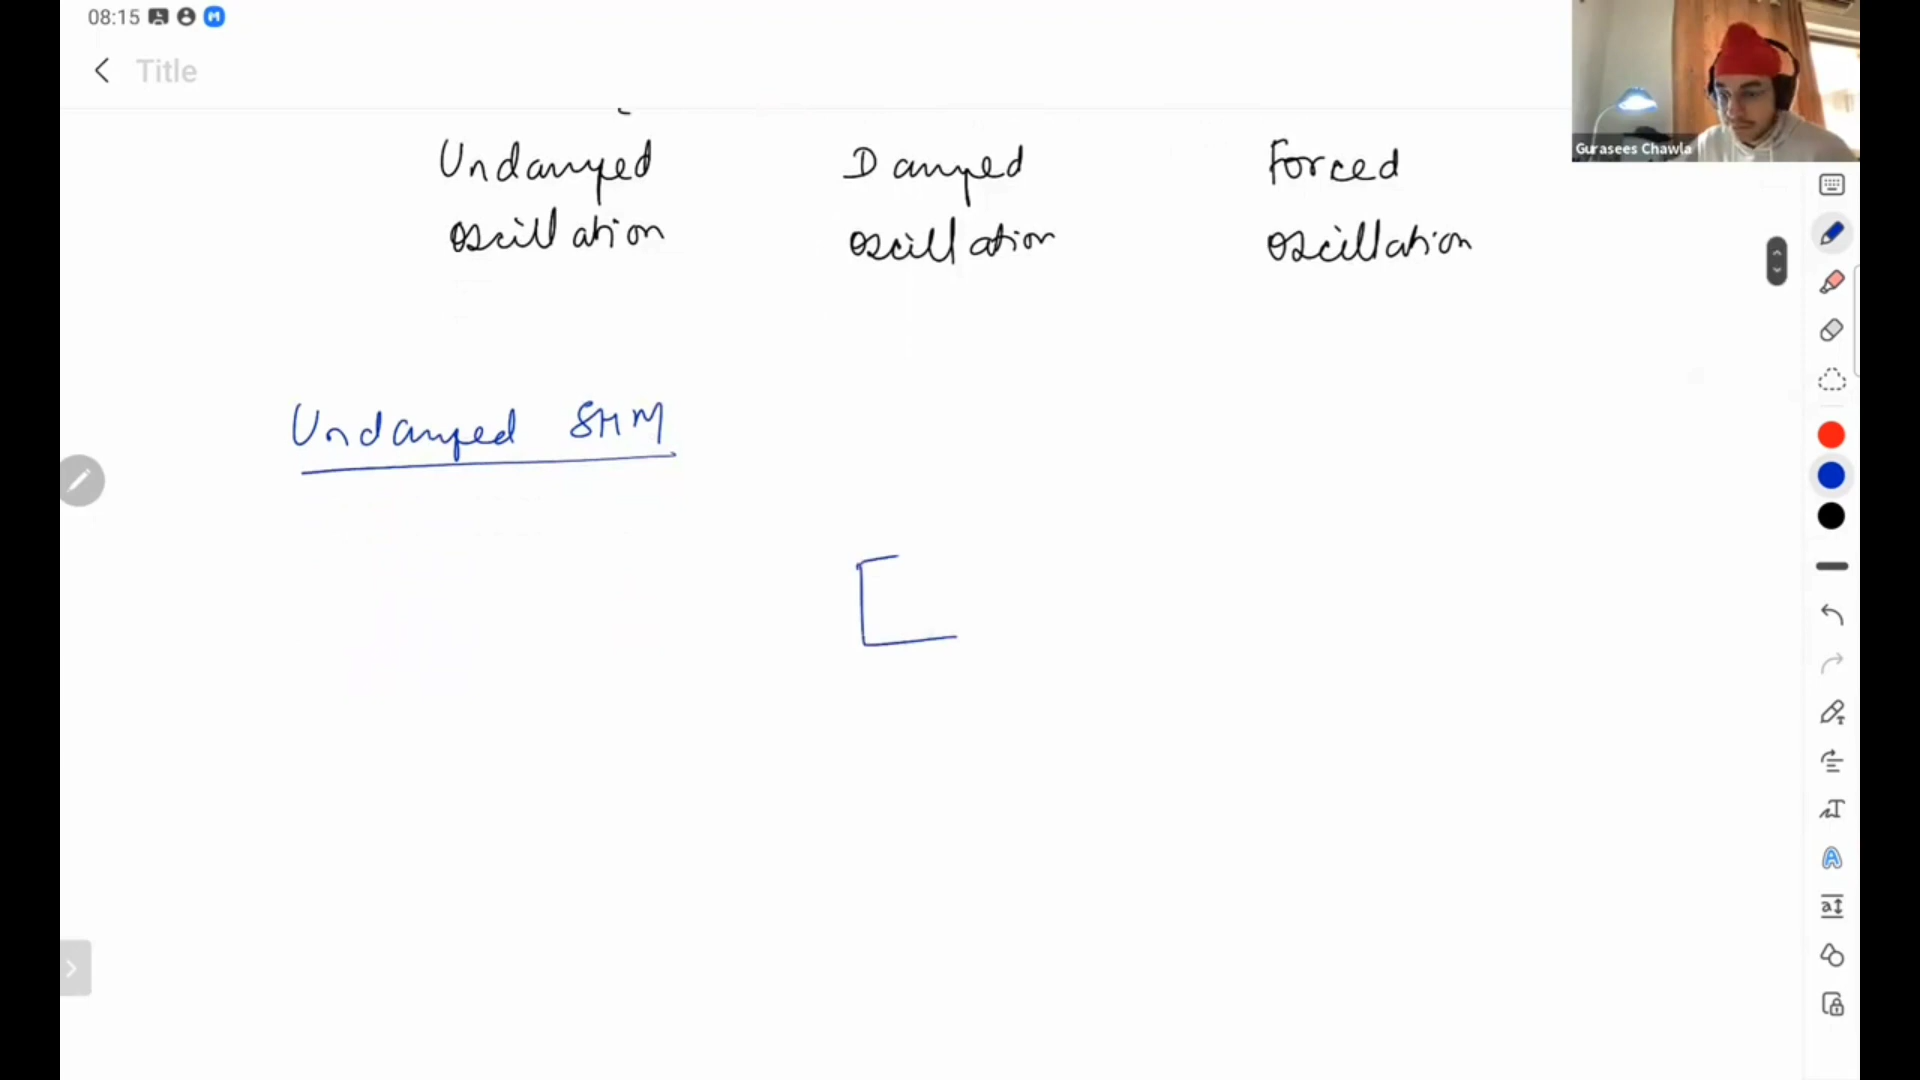 08:15
Title
Gurasees Chawla
Undamped Damped Forced
oscillation oscillation oscillation
Undamped SHM